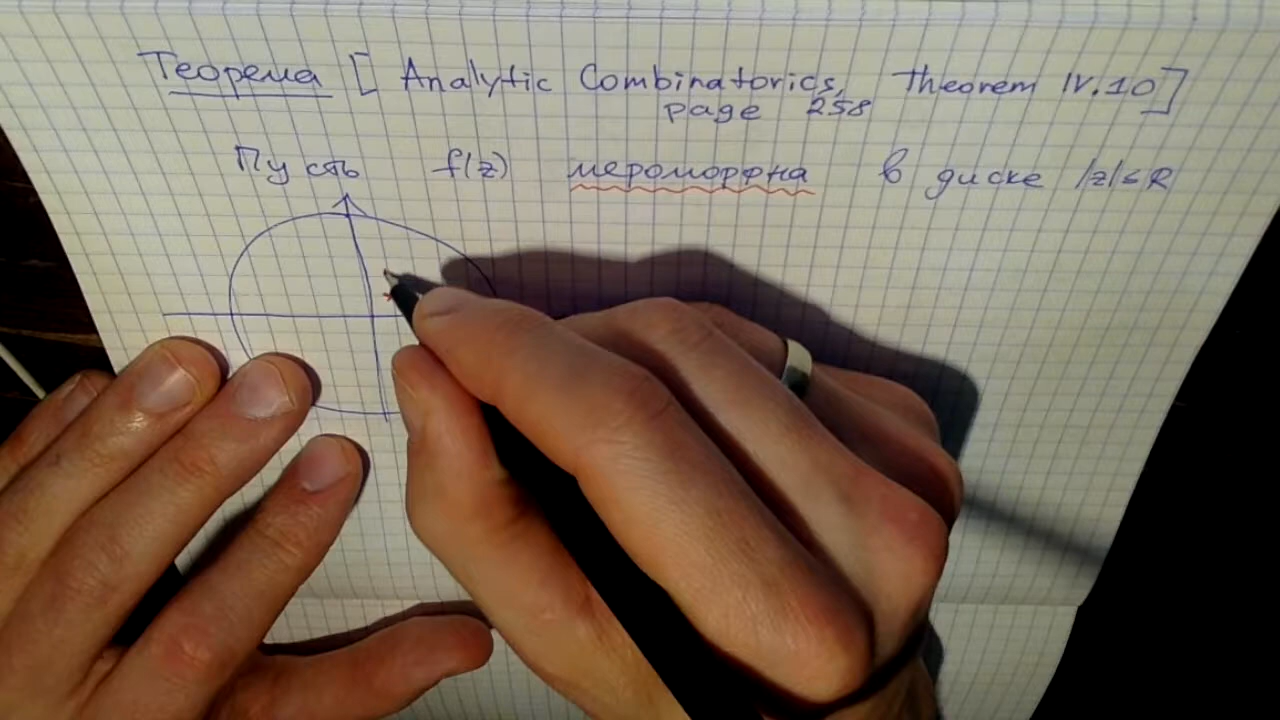 Теорема [ Analytic Combinatorics, Theorem IV.10]
page 258
Пусть f(z) мероморфна в диске |z|≤R